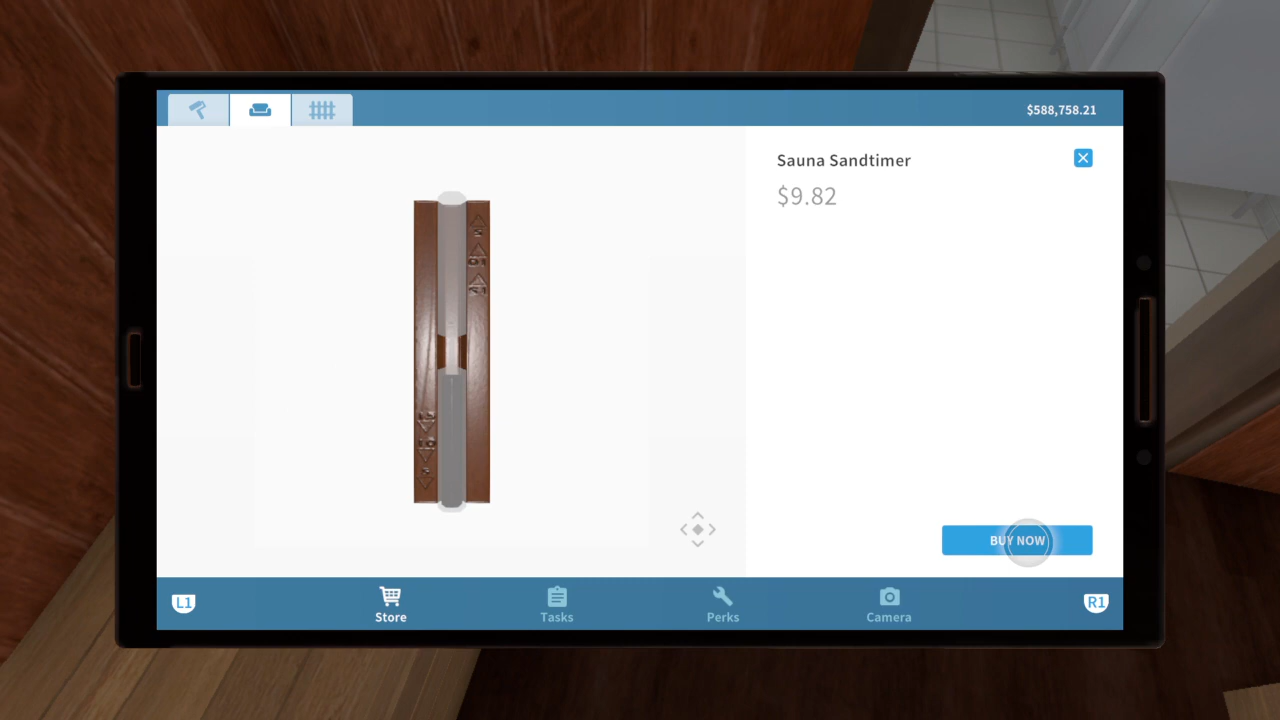 $588,758.21
Sauna Sandtimer
$9.82
BUY NOW
L1
Store
Tasks
Perks
Camera
R1